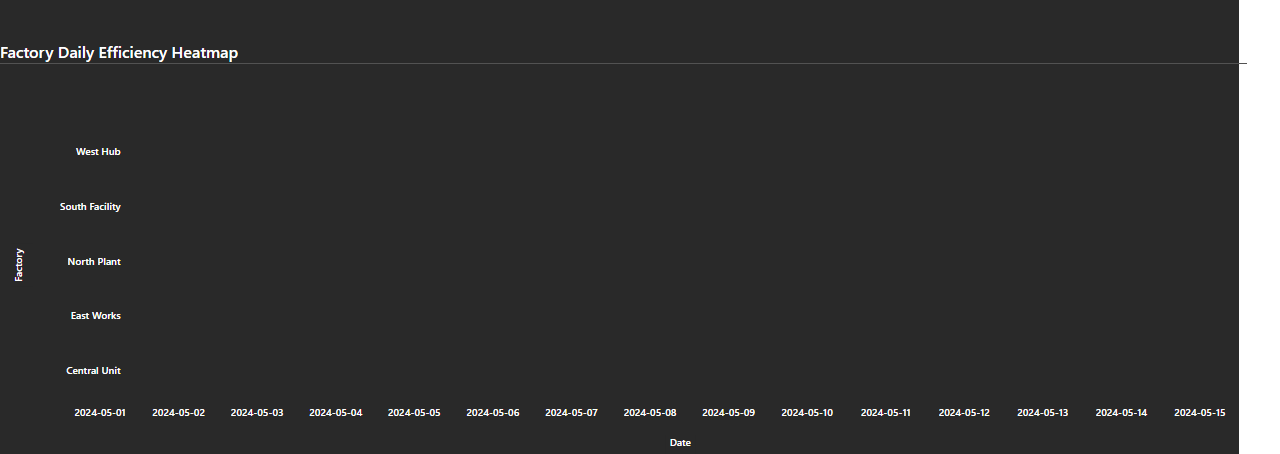 Factory Daily Efficiency Heatmap
West Hub
South Facility
North Plant
East Works
Central Unit
Factory
2024-05-01 2024-05-02 2024-05-03 2024-05-04 2024-05-05 2024-05-06 2024-05-07 2024-05-08 2024-05-09 2024-05-10 2024-05-11 2024-05-12 2024-05-13 2024-05-14 2024-05-15
Date